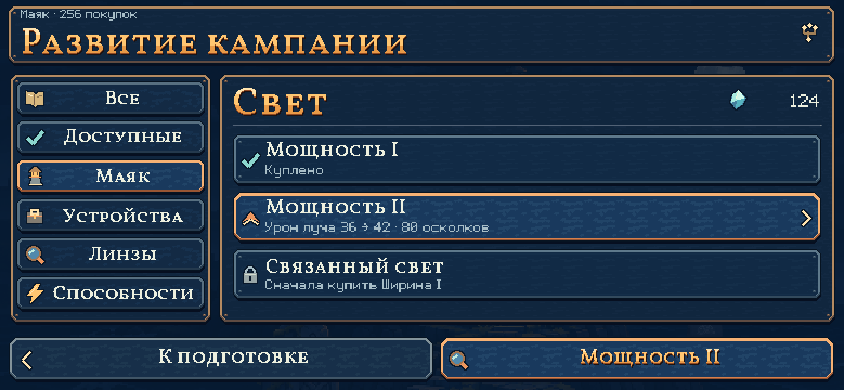 Маяк · 256 покупок
Развитие кампании
Все
Доступные
Маяк
Устройства
Линзы
Способности
Свет
124
Мощность I
Куплено
Мощность II
Урон луча 36 → 42 · 80 осколков
Связанный свет
Сначала купить Ширина I
К подготовке
Мощность II